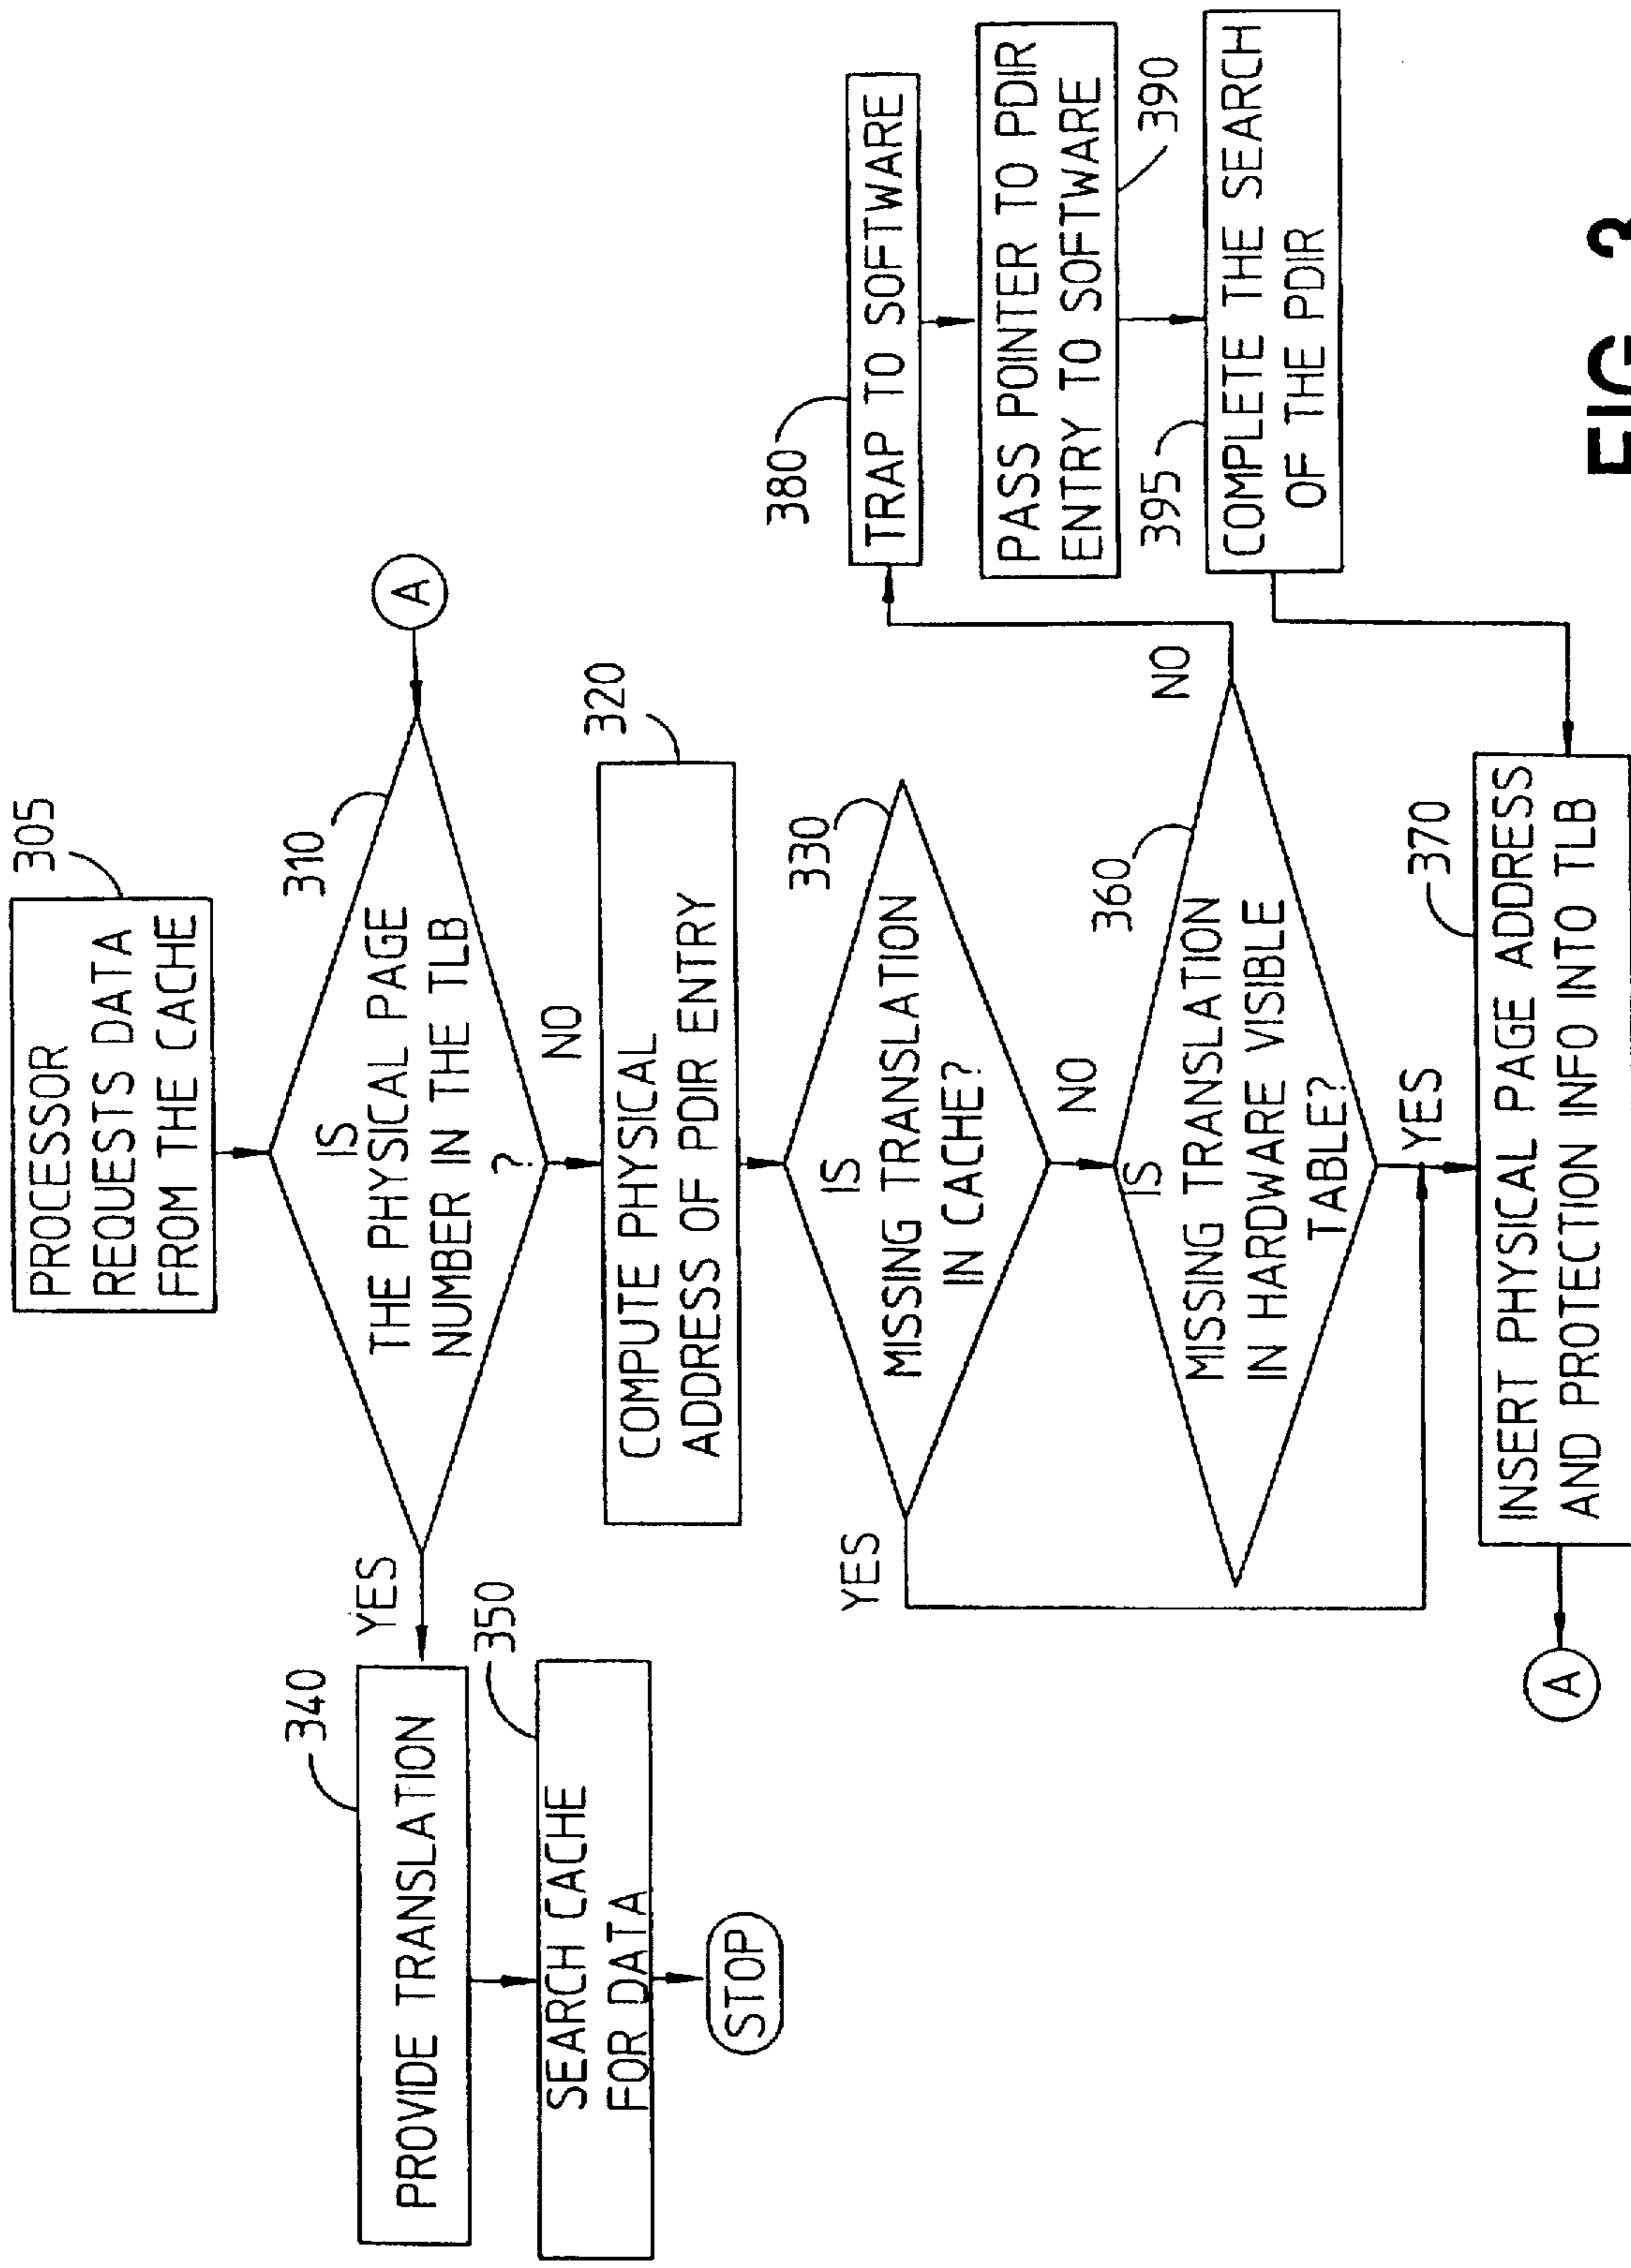 305
PROCESSOR
REQUESTS DATA
FROM THE CACHE
310
IS
THE PHYSICAL PAGE
NUMBER IN THE TLB
?
A
YES
NO
340
PROVIDE TRANSLATION
350
SEARCH CACHE
FOR DATA
STOP
320
COMPUTE PHYSICAL
ADDRESS OF PDIR ENTRY
330
IS
MISSING TRANSLATION
IN CACHE?
YES
NO
360
IS
MISSING TRANSLATION
IN HARDWARE VISIBLE
TABLE?
NO
YES
380
TRAP TO SOFTWARE
PASS POINTER TO PDIR
ENTRY TO SOFTWARE
390
395
COMPLETE THE SEARCH
OF THE PDIR
370
INSERT PHYSICAL PAGE ADDRESS
AND PROTECTION INFO INTO TLB
A
FIG 3